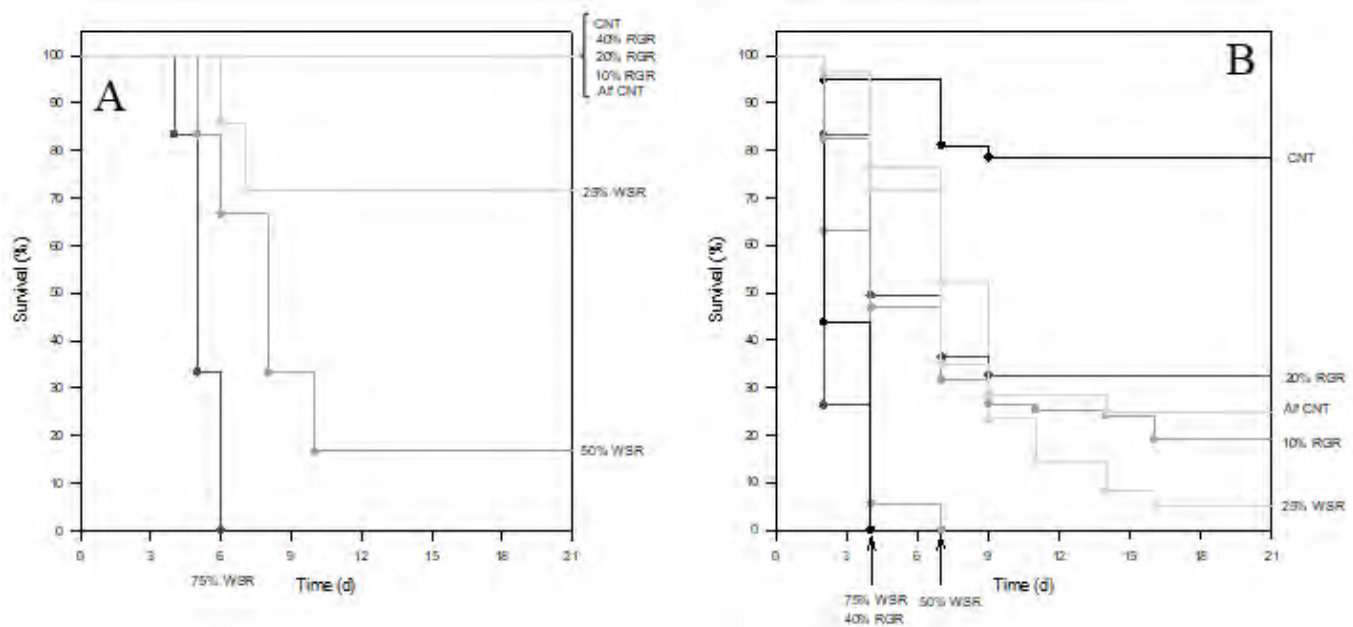 CNT
40% RGR
20% RGR
10% RGR
Aif CNT
A
100
90
80
70
60
50
40
30
20
10
0
Survival (%)
25% WSR
50% WSR
0
3
6
9
12
15
18
21
75% WSR
Time (d)
B
100
90
80
70
60
50
40
30
20
10
0
Survival (%)
CNT
20% RGR
Aif CNT
10% RGR
25% WSR
0
3
6
9
12
15
18
21
Time (d)
75% WSR
40% RGR
50% WSR